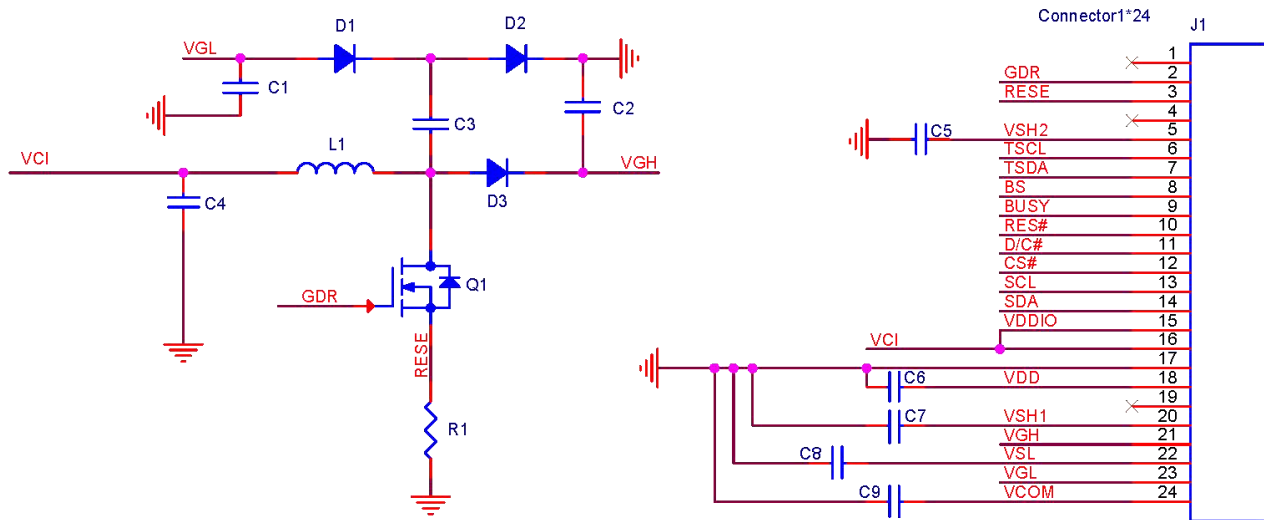 Connector1*24
J1
D1
D2
VGL
C1
C2
C3
VCI
L1
VGH
D3
C4
GDR
Q1
RESE
R1
1
GDR 2
RESE 3
4
C5 VSH2 5
TSCL 6
TSDA 7
BS 8
BUSY 9
RES# 10
D/C# 11
CS# 12
SCL 13
SDA 14
VDDIO 15
VCI 16
17
C6 VDD 18
19
C7 VSH1 20
VGH 21
C8 VSL 22
VGL 23
C9 VCOM 24